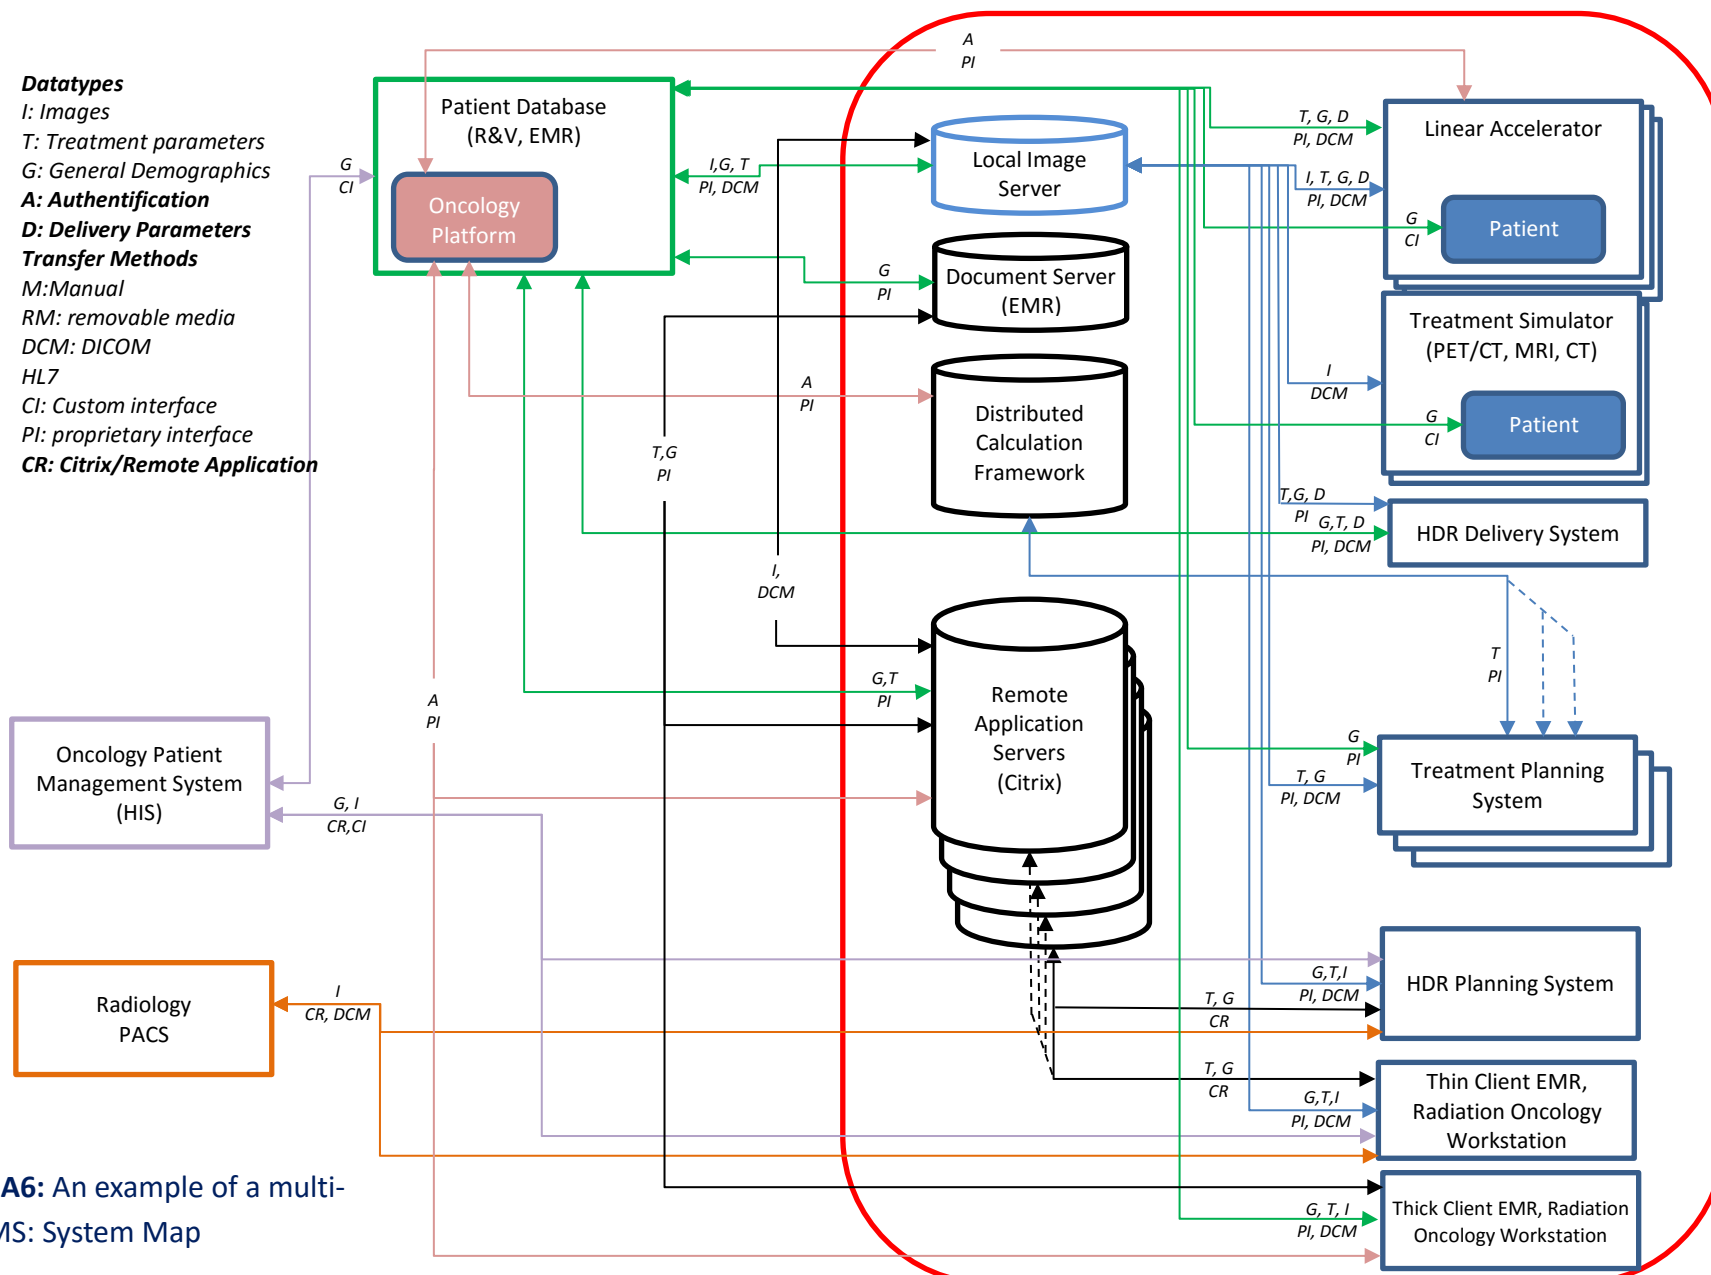 Datatypes
I: Images
T: Treatment parameters
G: General Demographics
A: Authentification
D: Delivery Parameters
Transfer Methods
M:Manual
RM: removable media
DCM: DICOM
HL7
CI: Custom interface
PI: proprietary interface
CR: Citrix/Remote Application
A
PI
Patient Database
(R&V, EMR)
Oncology
Platform
G
CI
I,G, T
PI, DCM
Local Image
Server
T, G, D
PI, DCM
I, T, G, D
PI, DCM
Linear Accelerator
G
CI
Patient
G
PI
Document Server
(EMR)
Treatment Simulator
(PET/CT, MRI, CT)
I
DCM
G
CI
Patient
A
PI
Distributed
Calculation
Framework
T,G
PI
T,G, D
PI
G,T, D
PI, DCM
HDR Delivery System
I,
DCM
T
PI
A
PI
G,T
PI
Remote
Application
Servers
(Citrix)
G
PI
T, G
PI, DCM
Treatment Planning
System
Oncology Patient
Management System
(HIS)
G, I
CR,CI
Radiology
PACS
I
CR, DCM
G,T,I
PI, DCM
T, G
CR
HDR Planning System
T, G
CR
G,T,I
PI, DCM
Thin Client EMR,
Radiation Oncology
Workstation
G, T, I
PI, DCM
Thick Client EMR, Radiation
Oncology Workstation
A6: An example of a multi-
MS: System Map